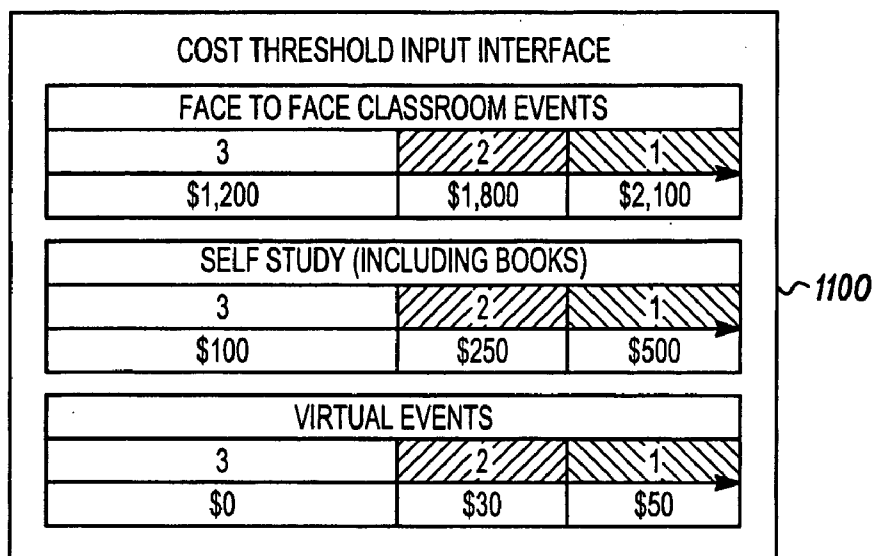 COST THRESHOLD INPUT INTERFACE
FACE TO FACE CLASSROOM EVENTS
3 2 1
$1,200 $1,800 $2,100
SELF STUDY (INCLUDING BOOKS)
3 2 1
$100 $250 $500
1100
VIRTUAL EVENTS
3 2 1
$0 $30 $50